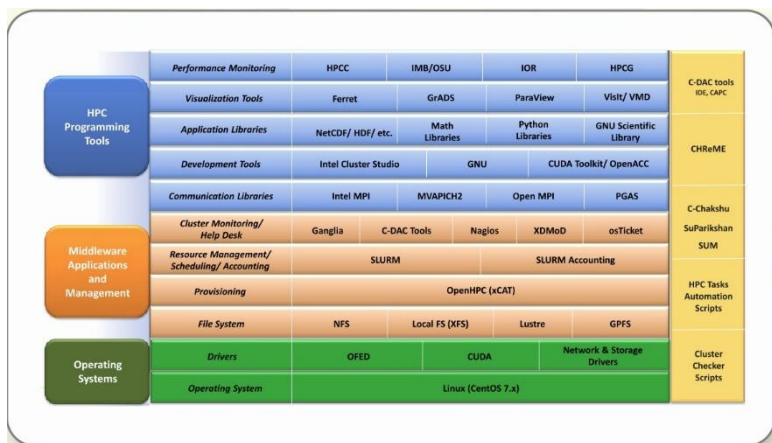 HPC
Programming
Tools
Performance Monitoring HPCC IMB/OSU IOR HPCG
Visualization Tools Ferret GrADS ParaView VisIt/ VMD
Application Libraries NetCDF/ HDF/ etc. Math
Libraries Python
Libraries GNU Scientific
Library
Development Tools Intel Cluster Studio GNU CUDA Toolkit/ OpenACC
Communication Libraries Intel MPI MVAPICH2 Open MPI PGAS
Middleware
Applications
and
Management
Cluster Monitoring/
Help Desk Ganglia C-DAC Tools Nagios XDMoD osTicket
Resource Management/
Scheduling/ Accounting SLURM SLURM Accounting
Provisioning OpenHPC (xCAT)
File System NFS Local FS (XFS) Lustre GPFS
Operating
Systems
Drivers OFED CUDA Network & Storage
Drivers
Operating System Linux (CentOS 7.x)
C-DAC tools
IDE, CAPC
CHReME
C-Chakshu
SuParikshan
SUM
HPC Tasks
Automation
Scripts
Cluster
Checker
Scripts